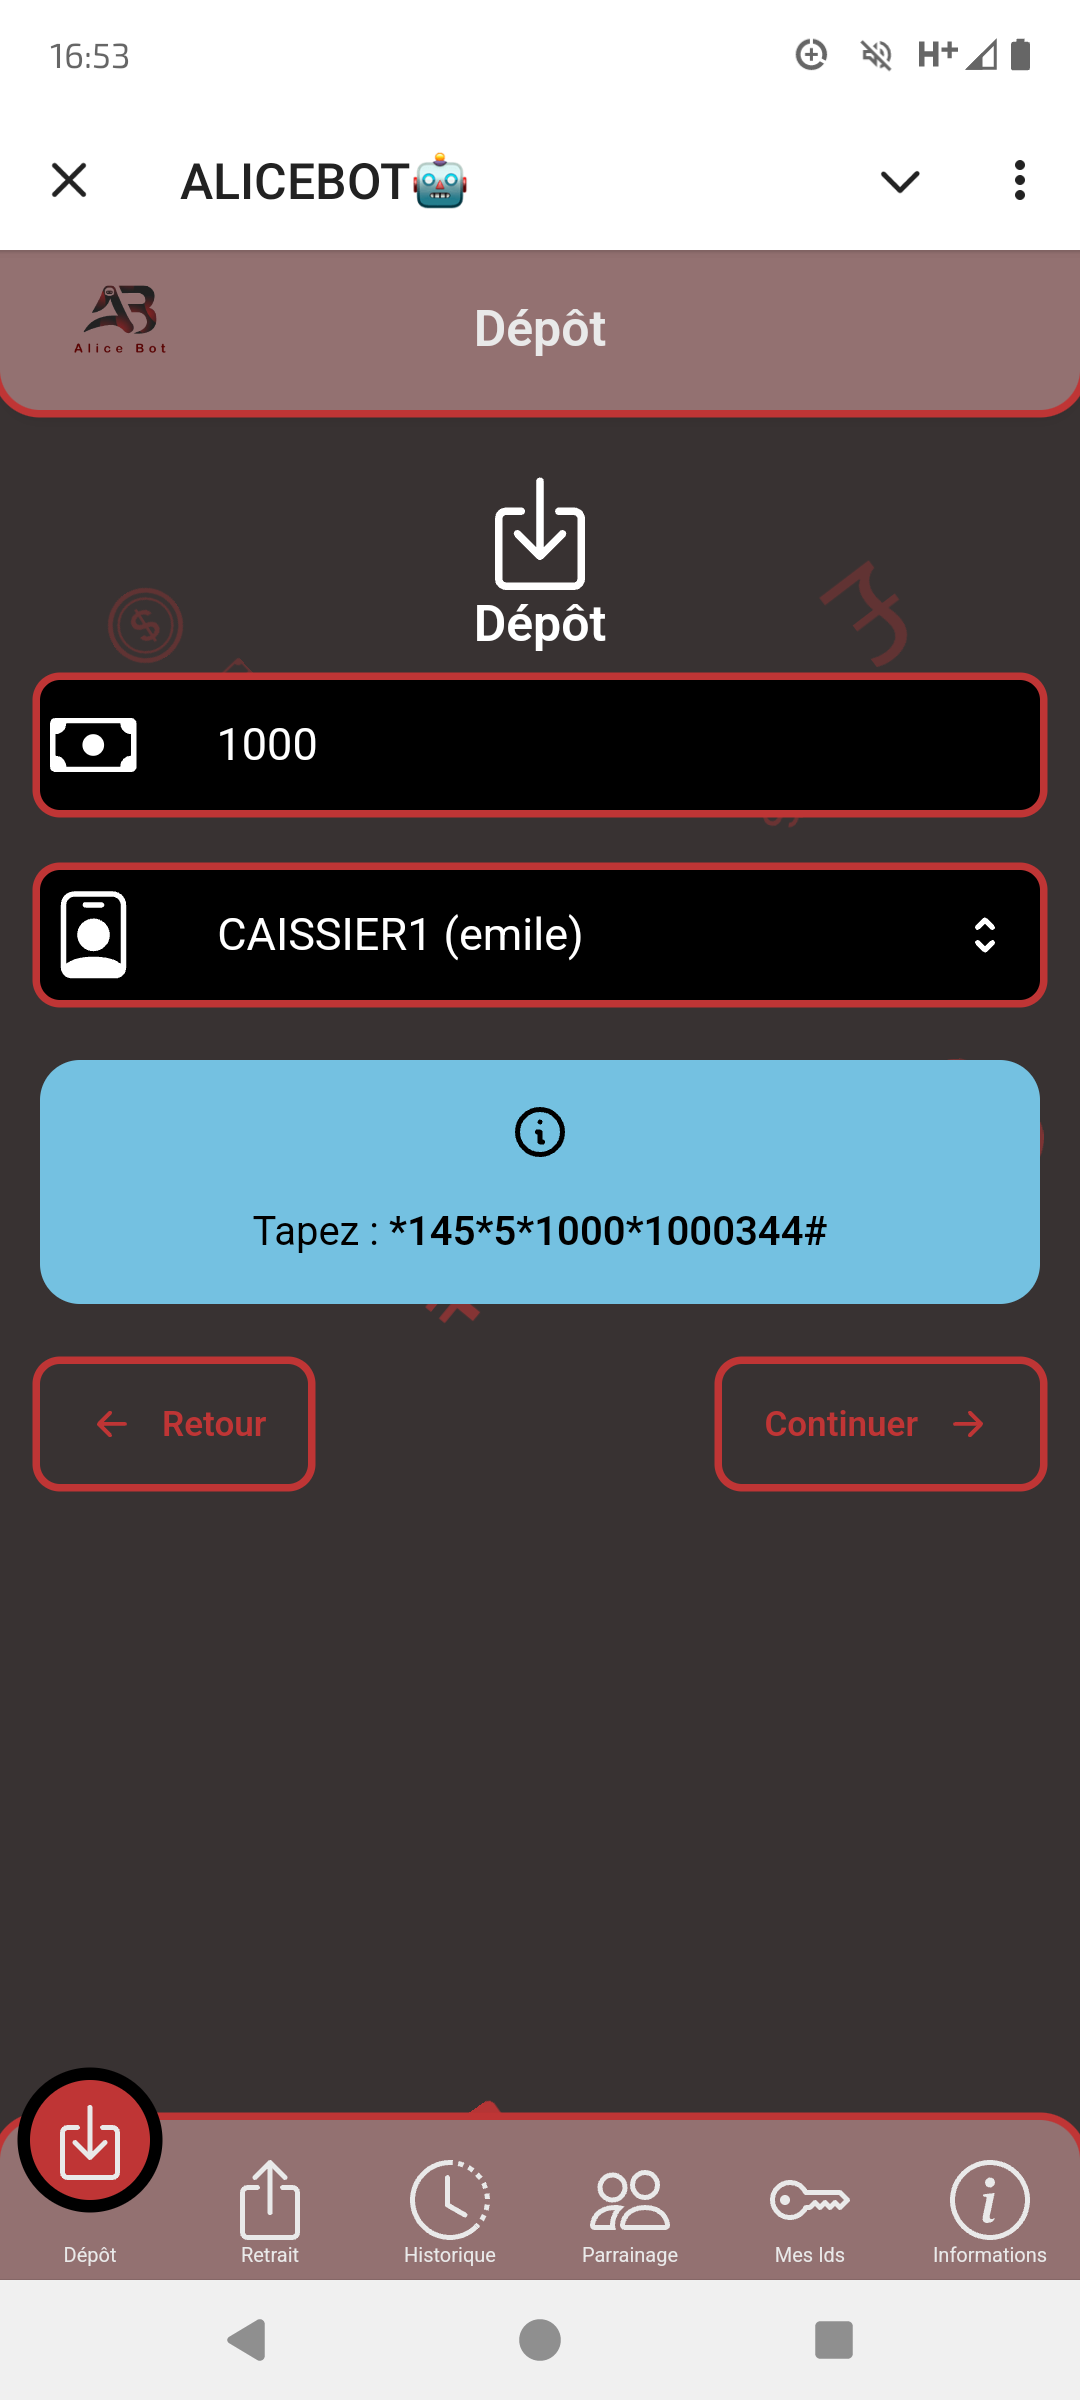 16:53
H+
ALICEBOT🤖
AB
Alice Bot
Dépôt
Dépôt
1000
CAISSIER1 (emile)
Tapez : *145*5*1000*1000344#
Retour
Continuer
Dépôt
Retrait
Historique
Parrainage
Mes Ids
Informations